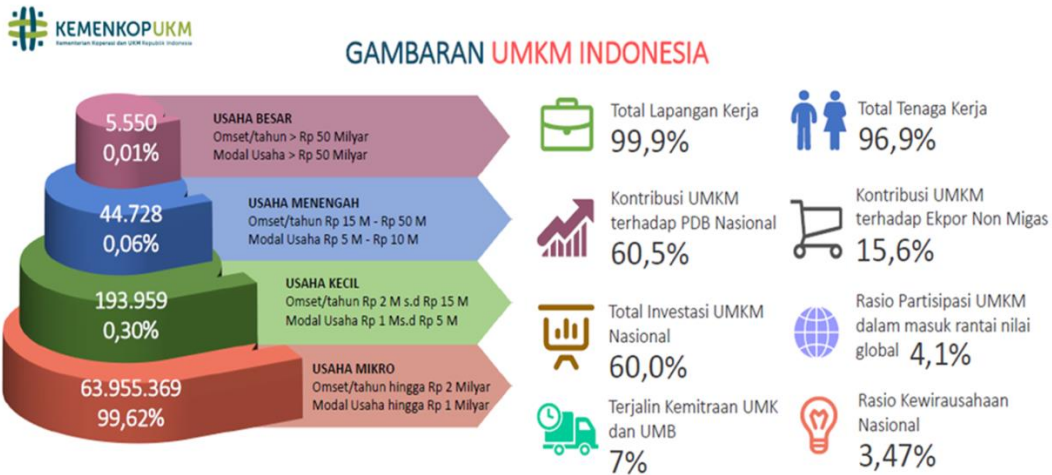 KEMENKOPUKM
Kementerian Koperasi dan UKM Republik Indonesia
GAMBARAN UMKM INDONESIA
5.550
0,01%
USAHA BESAR
Omset/tahun > Rp 50 Milyar
Modal Usaha > Rp 50 Milyar
44.728
0,06%
USAHA MENENGAH
Omset/tahun Rp 15 M - Rp 50 M
Modal Usaha Rp 5 M - Rp 10 M
193.959
0,30%
USAHA KECIL
Omset/tahun Rp 2 M s.d Rp 15 M
Modal Usaha Rp 1 Ms.d Rp 5 M
63.955.369
99,62%
USAHA MIKRO
Omset/tahun hingga Rp 2 Milyar
Modal Usaha hingga Rp 1 Milyar
Total Lapangan Kerja
99,9%
Total Tenaga Kerja
96,9%
Kontribusi UMKM
terhadap PDB Nasional
60,5%
Kontribusi UMKM
terhadap Ekpor Non Migas
15,6%
Total Investasi UMKM
Nasional
60,0%
Rasio Partisipasi UMKM
dalam masuk rantai nilai
global 4,1%
Terjalin Kemitraan UMK
dan UMB
7%
Rasio Kewirausahaan
Nasional
3,47%